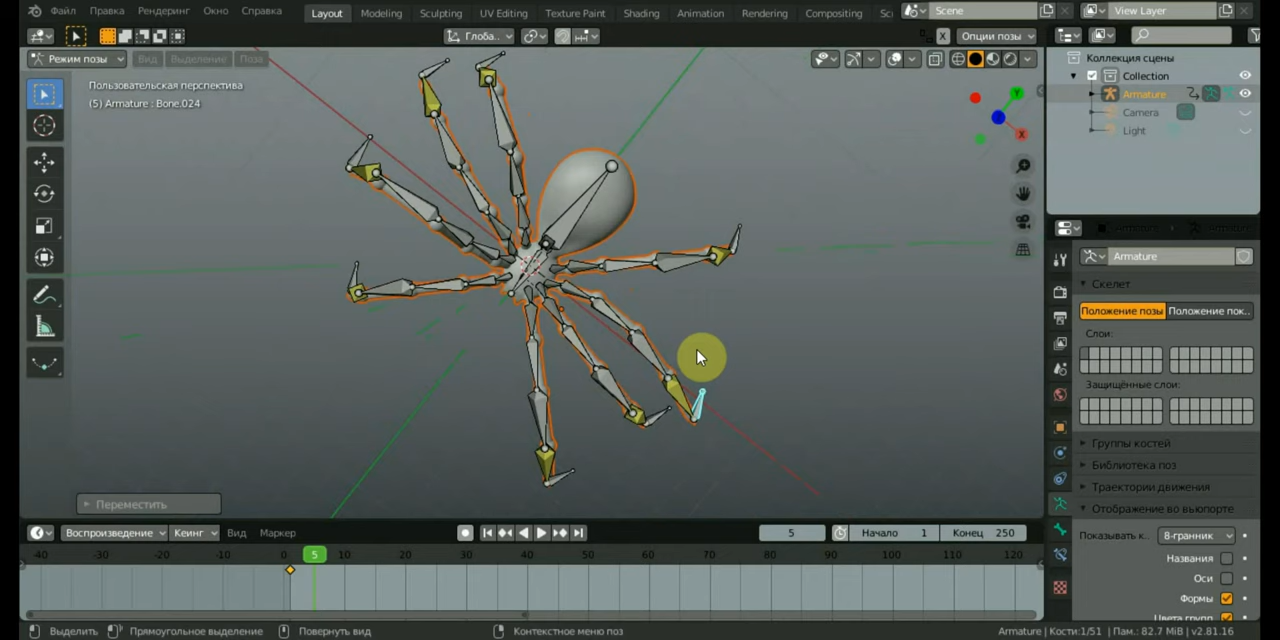 Файл Правка Рендеринг Окно Справка Layout Modeling Sculpting UV Editing Texture Paint Shading Animation Rendering Compositing Sc Scene View Layer
Глоба.. X Опции позы
Режим позы Вид Выделение Поза
Пользовательская перспектива
(5) Armature : Bone.024
Y
X
Коллекция сцены
Collection
Armature
Camera
Light
Armature
Скелет
Положение позы Положение пок..
Слои:
Защищённые слои:
Группы костей
Библиотека поз
Траектории движения
Отображение во вьюпорте
Показывать к.. 8-гранник
Названия
Оси
Формы
Цвета групп
Переместить
Воспроизведение Кеинг Вид Маркер 5 Начало 1 Конец 250
-40 -30 -20 -10 0 5 10 20 30 40 50 60 70 80 90 100 110 120
Выделить Прямоугольное выделение Повернуть вид Контекстное меню поз Armature | Кости:1/51 | Пам.: 82.7 MiB | v2.81.16